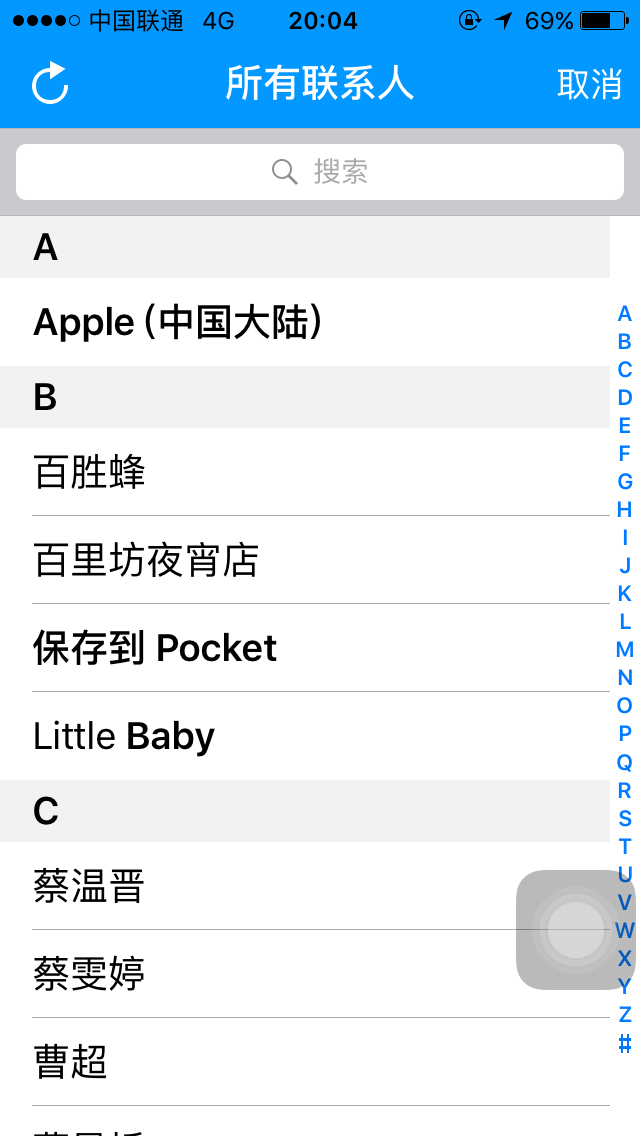 中国联通 4G 20:04 69%
所有联系人 取消
搜索
A
Apple (中国大陆)
B
百胜蜂
百里坊夜宵店
保存到 Pocket
Little Baby
C
蔡温晋
蔡雯婷
曹超
A
B
C
D
E
F
G
H
I
J
K
L
M
N
O
P
Q
R
S
T
U
V
W
X
Y
Z
#